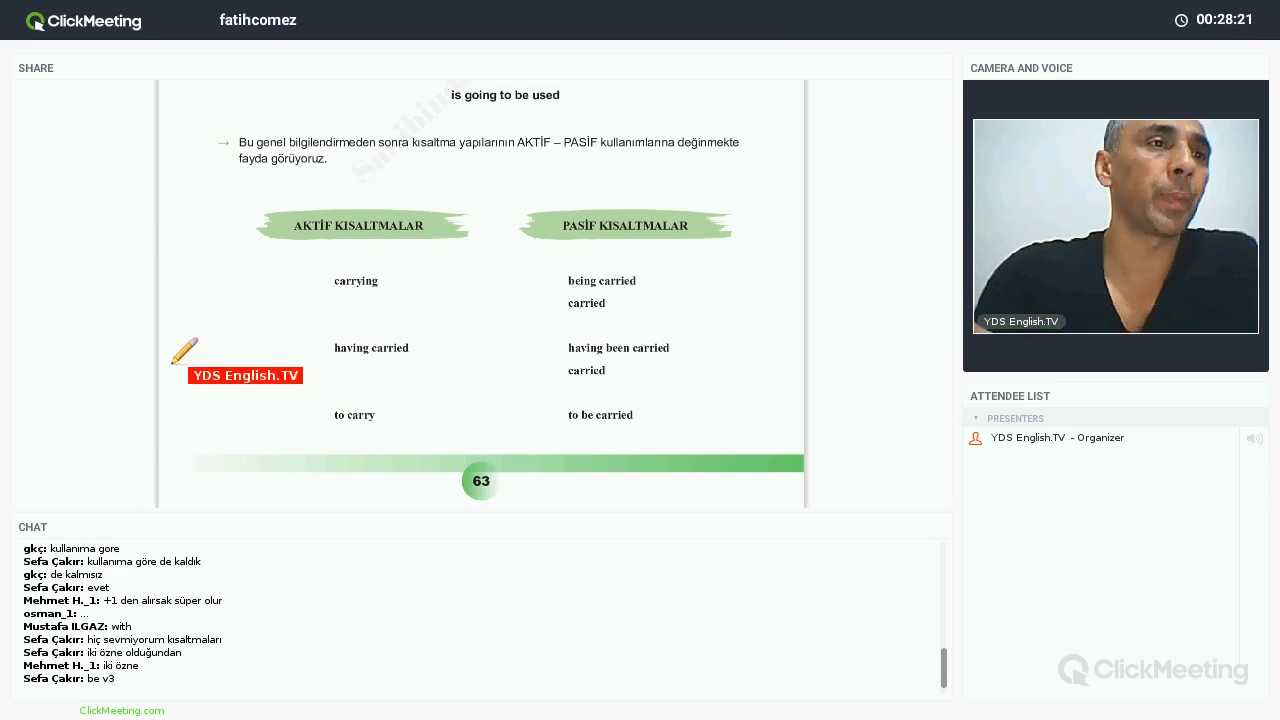 ClickMeeting
fatihcomez
00:28:21
SHARE
is going to be used
→ Bu genel bilgilendirmeden sonra kısaltma yapılarının AKTİF – PASİF kullanımlarına değinmekte
fayda görüyoruz.
AKTİF KISALTMALAR
PASİF KISALTMALAR
carrying
being carried
carried
having carried
having been carried
carried
YDS English.TV
to carry
to be carried
63
CAMERA AND VOICE
YDS English.TV
ATTENDEE LIST
PRESENTERS
YDS English.TV - Organizer
CHAT
gkç: kullanıma gore
Sefa Çakır: kullanıma göre de kaldık
gkç: de kalmısız
Sefa Çakır: evet
Mehmet H._1: +1 den alırsak süper olur
osman_1: ...
Mustafa ILGAZ: with
Sefa Çakır: hiç sevmiyorum kısaltmaları
Sefa Çakır: iki özne olduğundan
Mehmet H._1: iki özne
Sefa Çakır: be v3
ClickMeeting
ClickMeeting.com